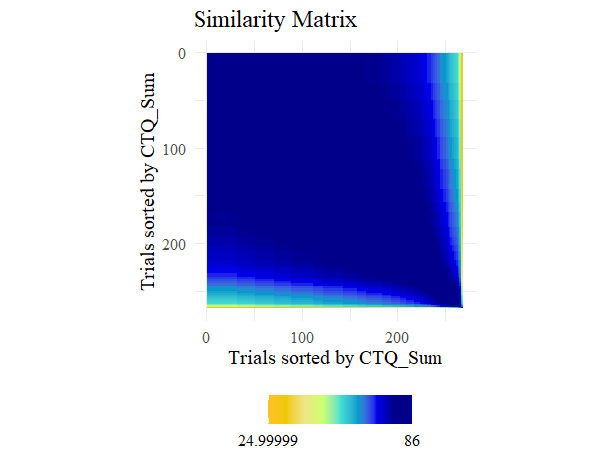 Similarity Matrix
0
100
200
Trials sorted by CTQ_Sum
0 100 200
Trials sorted by CTQ_Sum
24.99999 86